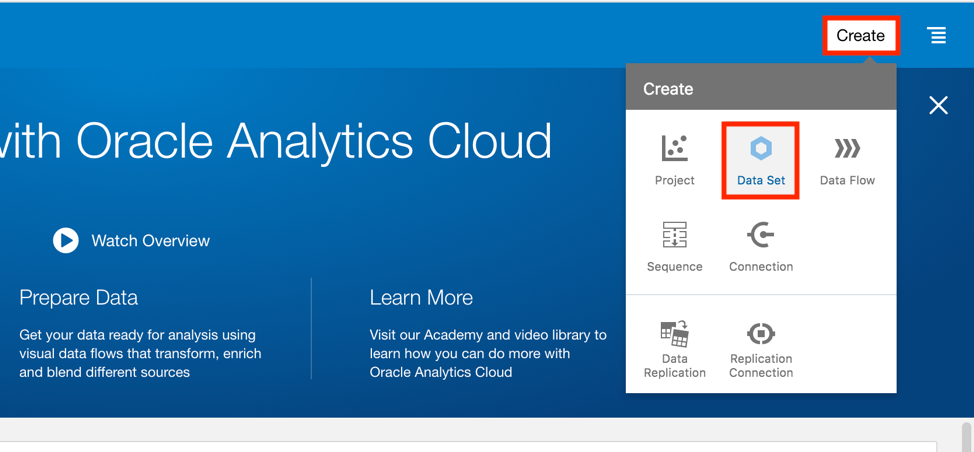 Create
with Oracle Analytics Cloud
Watch Overview
Prepare Data
Get your data ready for analysis using
visual data flows that transform, enrich
and blend different sources
Learn More
Visit our Academy and video library to
learn how you can do more with
Oracle Analytics Cloud
Create
Project
Data Set
Data Flow
Sequence
Connection
Data
Replication
Replication
Connection